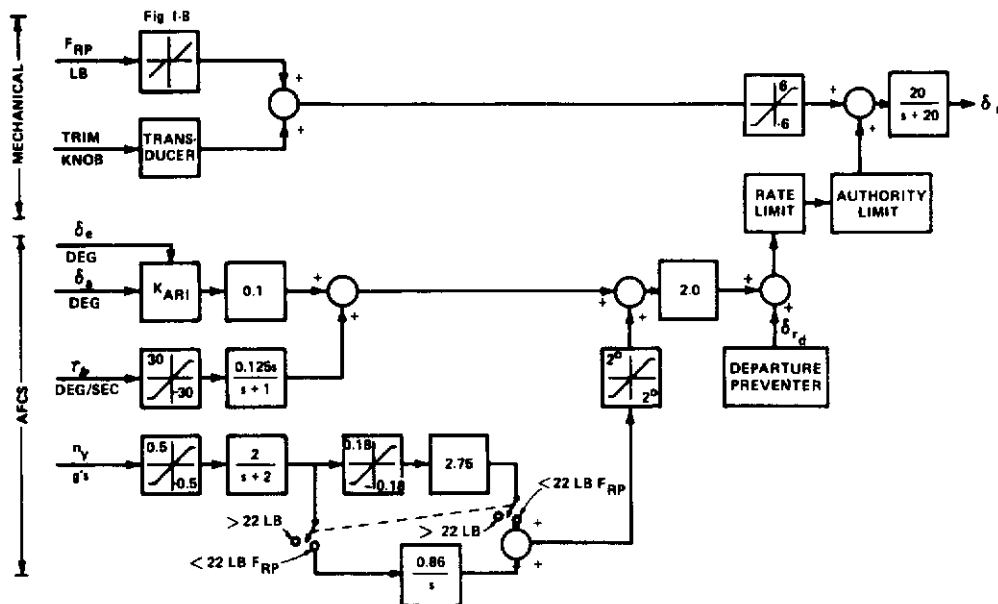 Fig I-B
MECHANICAL
F_RP
LB
TRIM
KNOB
TRANS-
DUCER
+
+
6
-6
+
+
20
s + 20
RATE
LIMIT
AUTHORITY
LIMIT
AFCS
δ_e
DEG
δ_a
DEG
K_ARI
0.1
+
+
+
+
2.0
+
+
δ_rd
DEPARTURE
PREVENTER
DEG/SEC
30
-30
0.125s
s + 1
2°
2°
n_Y
g's
0.5
-0.5
2
s + 2
0.18
-0.18
2.75
> 22 LB
< 22 LB F_RP
> 22 LB
< 22 LB F_RP
+
+
0.86
s